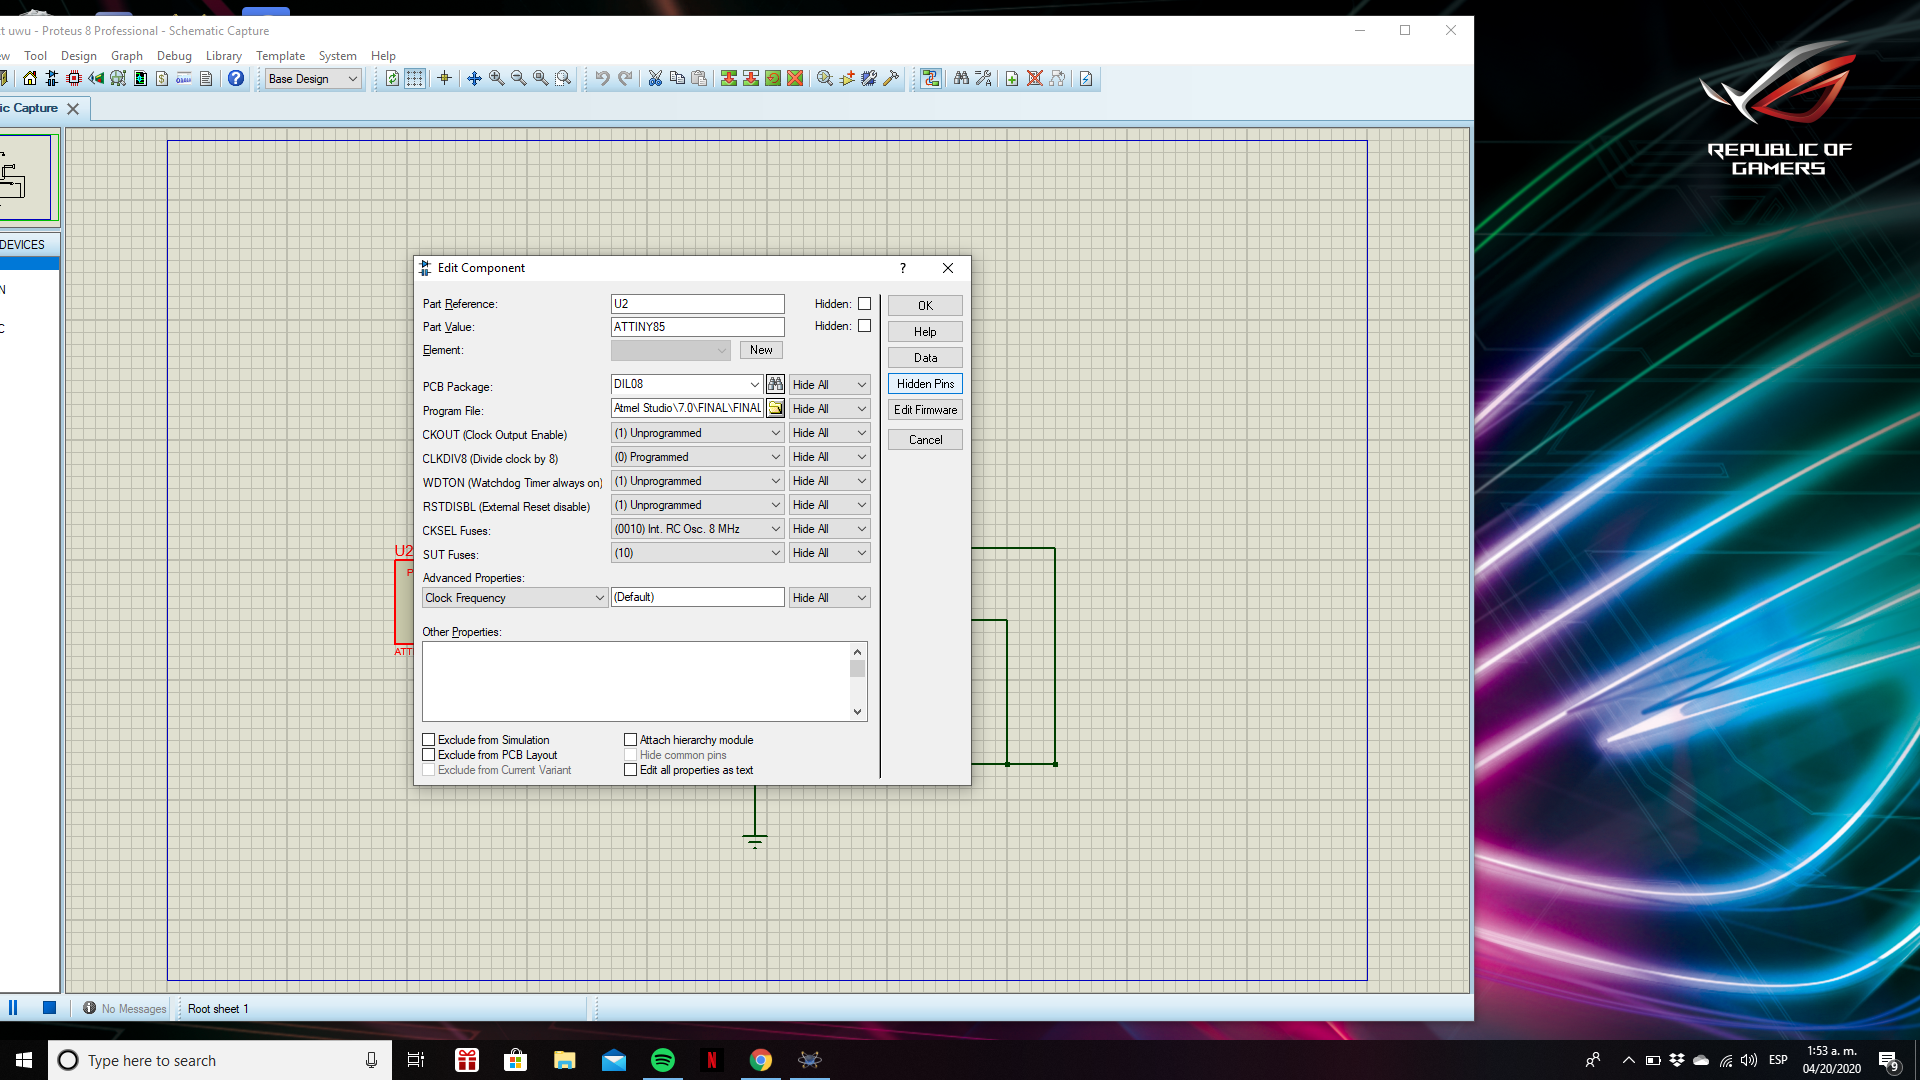 t uwu - Proteus 8 Professional - Schematic Capture
ew Tool Design Graph Debug Library Template System Help
Base Design
ic Capture
DEVICES
N
C
Edit Component
?
Part Reference: U2 Hidden:
Part Value: ATTINY85 Hidden:
Element: New
PCB Package: DIL08 Hide All
Program File: Atmel Studio\7.0\FINAL\FINAL Hide All
CKOUT (Clock Output Enable) (1) Unprogrammed Hide All
CLKDIV8 (Divide clock by 8) (0) Programmed Hide All
WDTON (Watchdog Timer always on) (1) Unprogrammed Hide All
RSTDISBL (External Reset disable) (1) Unprogrammed Hide All
CKSEL Fuses: (0010) Int. RC Osc. 8 MHz Hide All
SUT Fuses: (10) Hide All
Advanced Properties:
Clock Frequency (Default) Hide All
Other Properties:
Exclude from Simulation
Exclude from PCB Layout
Exclude from Current Variant
Attach hierarchy module
Hide common pins
Edit all properties as text
OK
Help
Data
Hidden Pins
Edit Firmware
Cancel
U2
P
ATT
No Messages
Root sheet 1
REPUBLIC OF
GAMERS
Type here to search
N
ESP
1:53 a. m.
04/20/2020
9